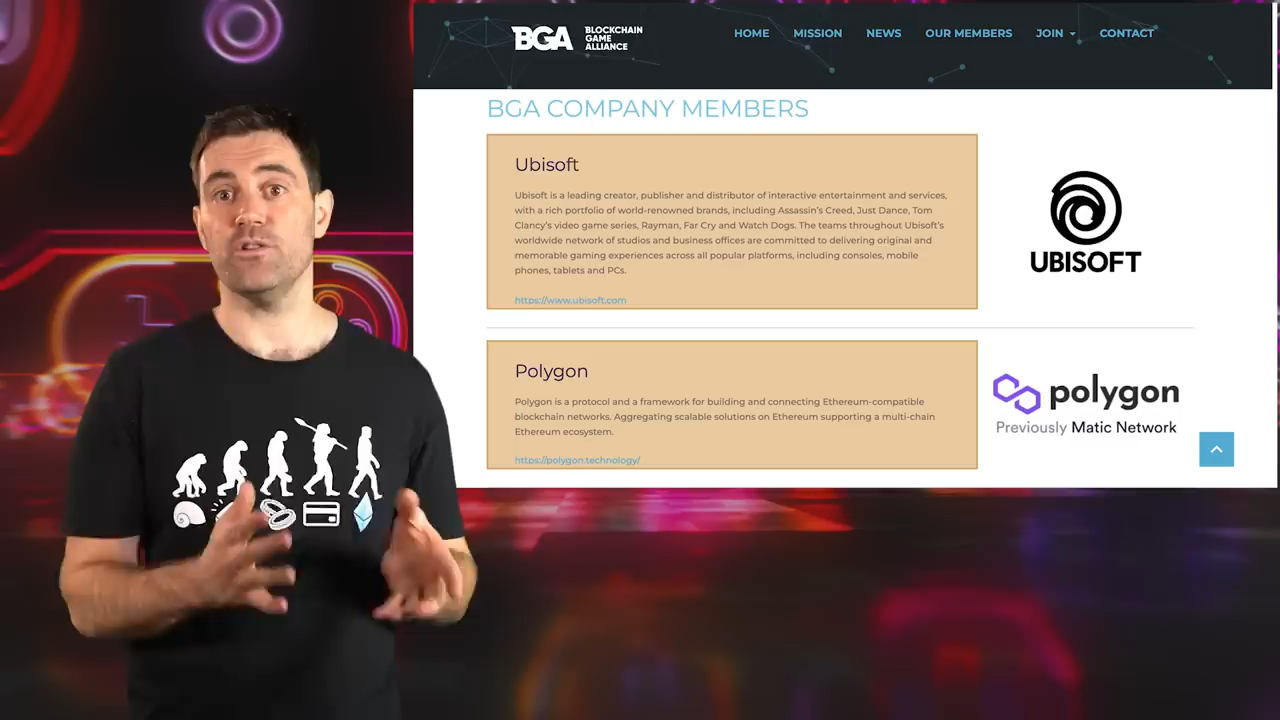 BGA BLOCKCHAIN
GAME
ALLIANCE
HOME MISSION NEWS OUR MEMBERS JOIN CONTACT
BGA COMPANY MEMBERS
Ubisoft
Ubisoft is a leading creator, publisher and distributor of interactive entertainment and services,
with a rich portfolio of world-renowned brands, including Assassin's Creed, Just Dance, Tom
Clancy's video game series, Rayman, Far Cry and Watch Dogs. The teams throughout Ubisoft's
worldwide network of studios and business offices are committed to delivering original and
memorable gaming experiences across all popular platforms, including consoles, mobile
phones, tablets and PCs.
https://www.ubisoft.com
UBISOFT
Polygon
Polygon is a protocol and a framework for building and connecting Ethereum-compatible
blockchain networks. Aggregating scalable solutions on Ethereum supporting a multi-chain
Ethereum ecosystem.
https://polygon.technology/
polygon
Previously Matic Network